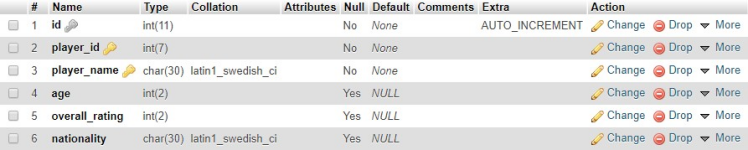 # Name Type Collation Attributes Null Default Comments Extra Action
1 id int(11) No None AUTO_INCREMENT Change Drop More
2 player_id int(7) No None Change Drop More
3 player_name char(30) latin1_swedish_ci No None Change Drop More
4 age int(2) Yes NULL Change Drop More
5 overall_rating int(2) Yes NULL Change Drop More
6 nationality char(30) latin1_swedish_ci Yes NULL Change Drop More